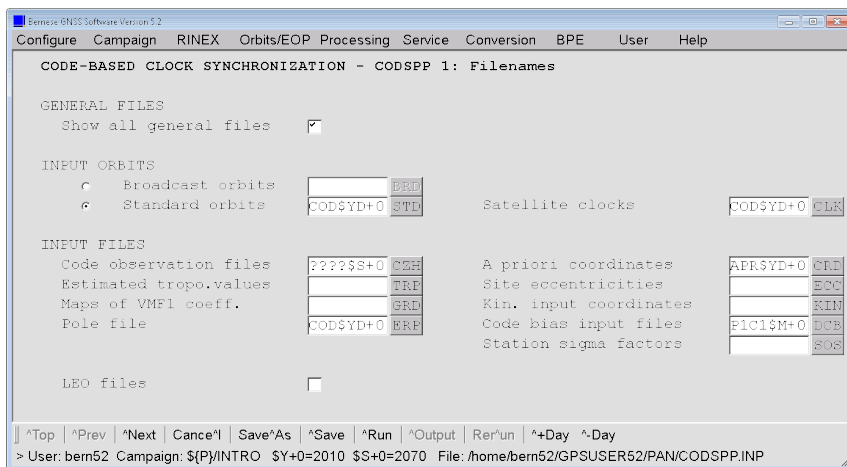 Bernese GNSS Software Version 5.2
Configure Campaign RINEX Orbits/EOP Processing Service Conversion BPE User Help
CODE-BASED CLOCK SYNCHRONIZATION - CODSPP 1: Filenames
GENERAL FILES
Show all general files
INPUT ORBITS
Broadcast orbits BRD
Standard orbits COD$YD+0 STD Satellite clocks COD$YD+0 CLK
INPUT FILES
Code observation files ????$S+0 CZH A priori coordinates APR$YD+0 CRD
Estimated tropo.values TRP Site eccentricities ECC
Maps of VMF1 coeff. GRD Kin. input coordinates KIN
Pole file COD$YD+0 ERP Code bias input files P1C1$M+0 DCB
Station sigma factors SOS
LEO files
^Top | ^Prev | ^Next | Cance^l | Save^As | ^Save | ^Run | ^Output | Rer^un | ^+Day ^-Day
> User: bern52 Campaign: ${P}/INTRO $Y+0=2010 $S+0=2070 File: /home/bern52/GPSUSER52/PAN/CODSPP.INP